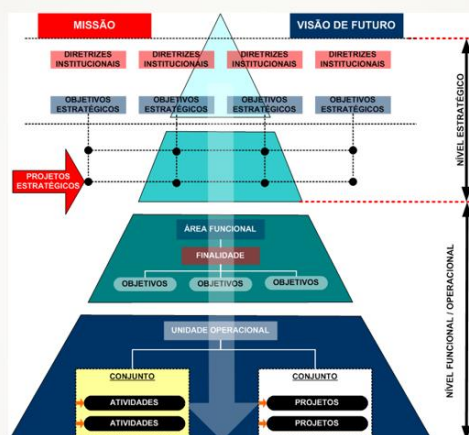 MISSÃO
VISÃO DE FUTURO
DIRETRIZES
INSTITUCIONAIS
DIRETRIZES
INSTITUCIONAIS
DIRETRIZES
INSTITUCIONAIS
DIRETRIZES
INSTITUCIONAIS
OBJETIVOS
ESTRATÉGICOS
OBJETIVOS
ESTRATÉGICOS
OBJETIVOS
ESTRATÉGICOS
OBJETIVOS
ESTRATÉGICOS
NÍVEL ESTRATÉGICO
PROJETOS
ESTRATÉGICOS
ÁREA FUNCIONAL
FINALIDADE
OBJETIVOS
OBJETIVOS
OBJETIVOS
NÍVEL FUNCIONAL / OPERACIONAL
UNIDADE OPERACIONAL
CONJUNTO
ATIVIDADES
ATIVIDADES
CONJUNTO
PROJETOS
PROJETOS